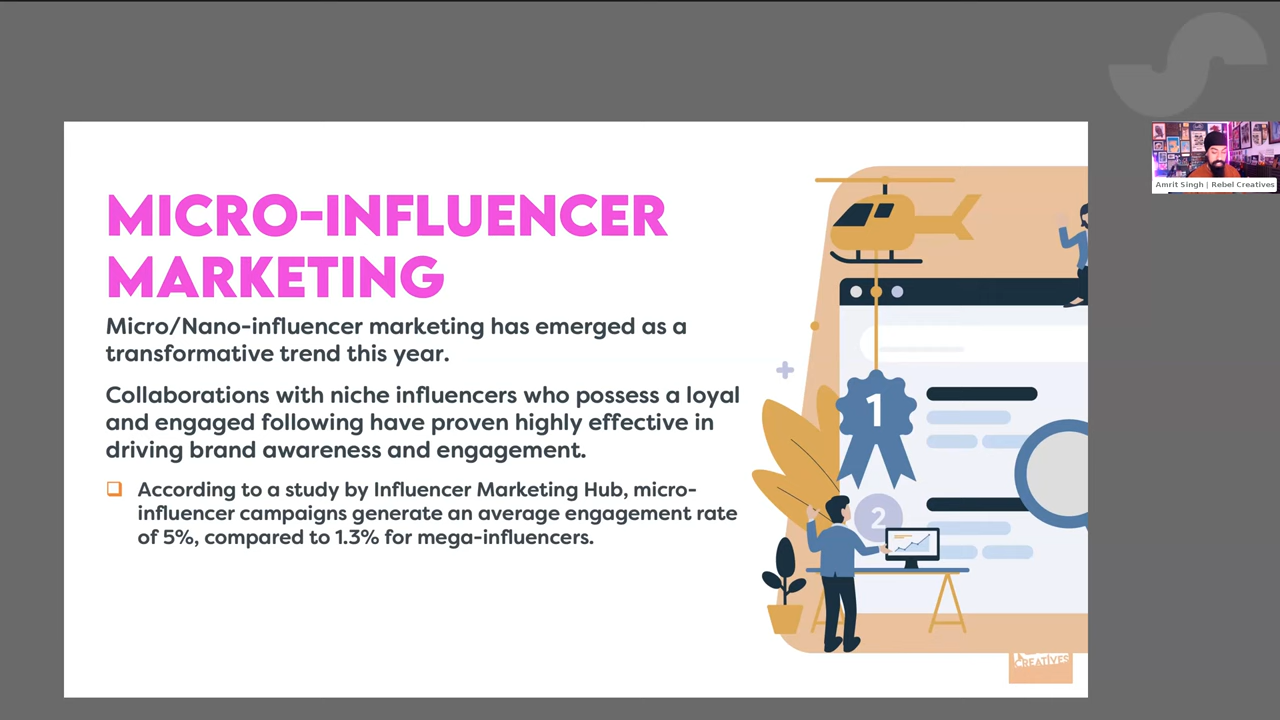 MICRO-INFLUENCER
MARKETING
Micro/Nano-influencer marketing has emerged as a
transformative trend this year.
Collaborations with niche influencers who possess a loyal
and engaged following have proven highly effective in
driving brand awareness and engagement.
According to a study by Influencer Marketing Hub, micro-
influencer campaigns generate an average engagement rate
of 5%, compared to 1.3% for mega-influencers.
1
2
CREATIVES
Amrit Singh | Rebel Creatives